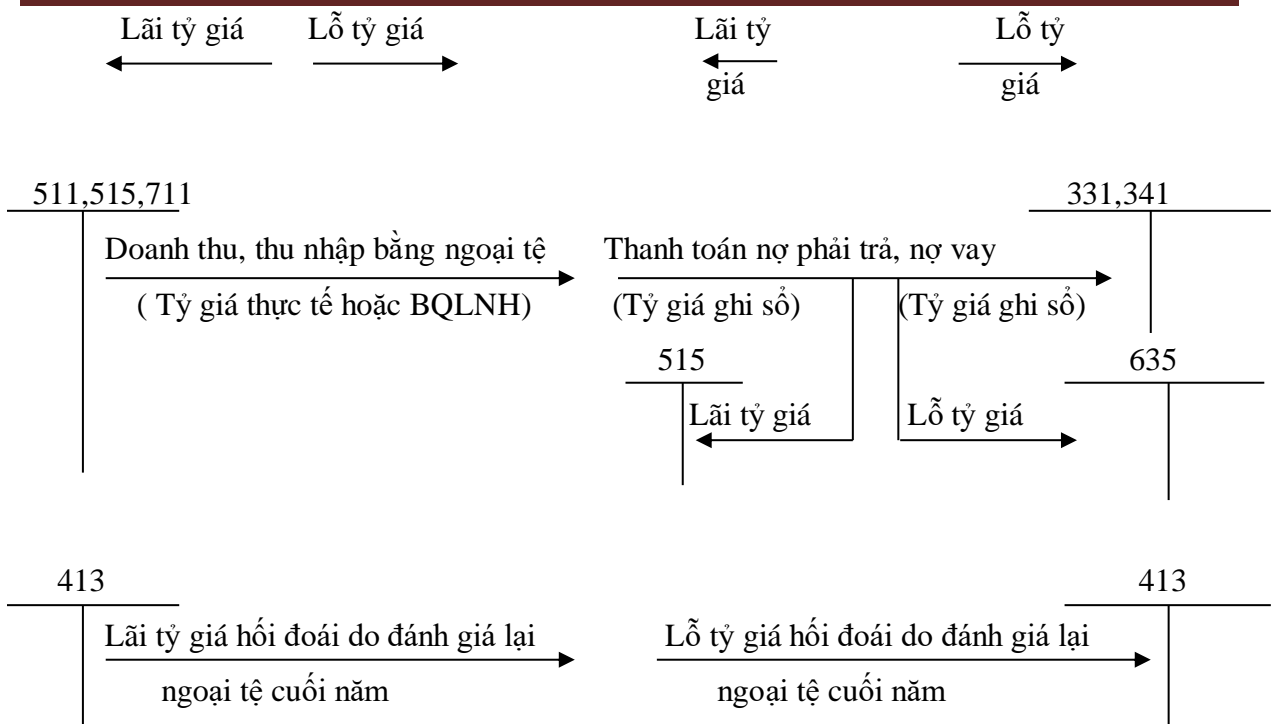 Lãi tỷ giá Lỗ tỷ giá Lãi tỷ Lỗ tỷ
giá giá
511,515,711 331,341
Doanh thu, thu nhập bằng ngoại tệ Thanh toán nợ phải trả, nợ vay
( Tỷ giá thực tế hoặc BQLNH) (Tỷ giá ghi sổ) (Tỷ giá ghi sổ)
515 635
Lãi tỷ giá Lỗ tỷ giá
413 413
Lãi tỷ giá hối đoái do đánh giá lại Lỗ tỷ giá hối đoái do đánh giá lại
ngoại tệ cuối năm ngoại tệ cuối năm